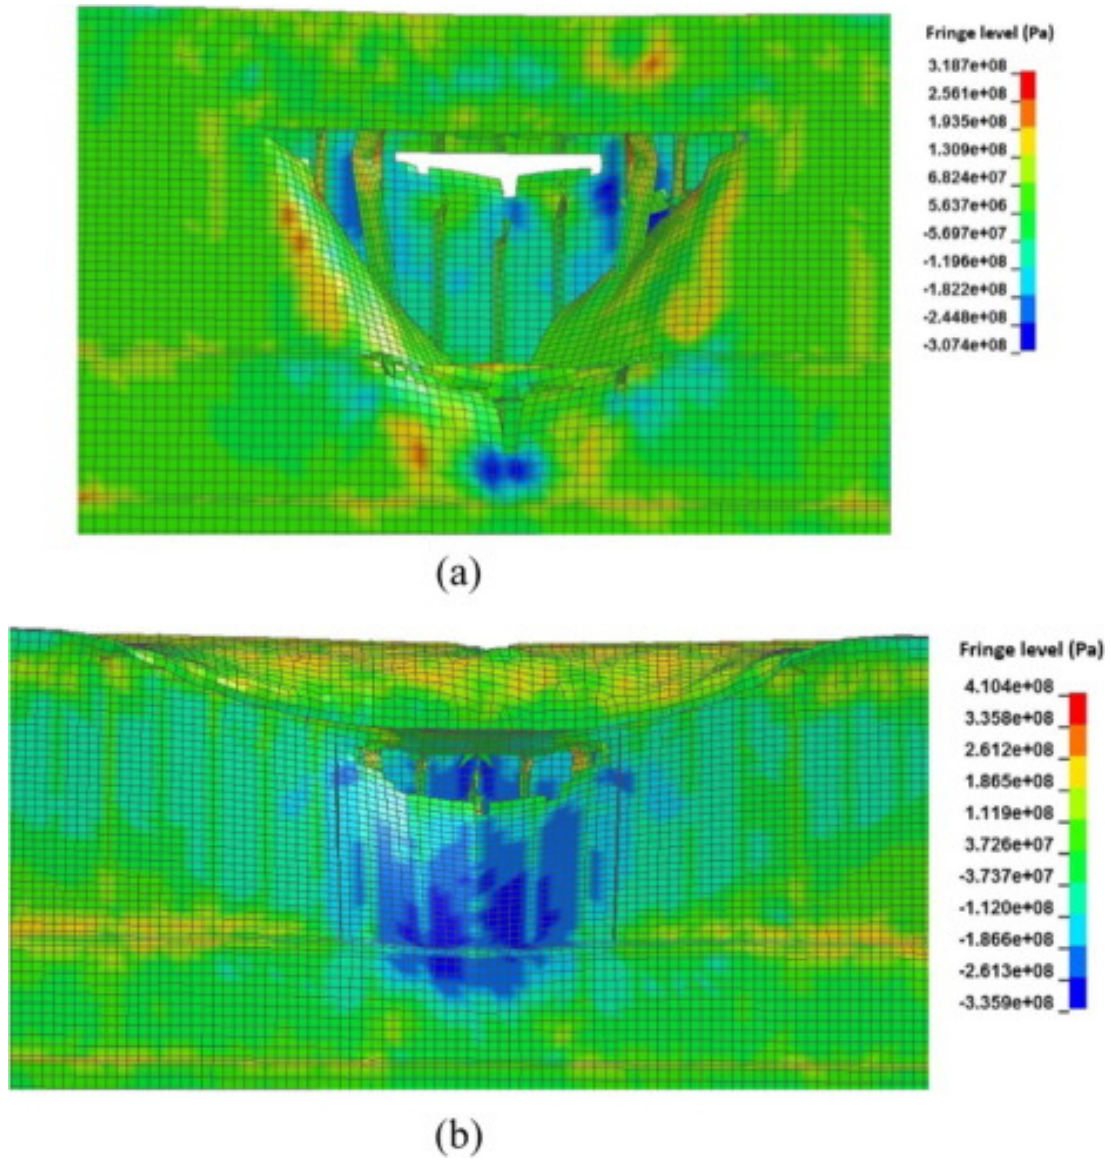 Fringe level (Pa)
3.187e+08
2.561e+08
1.935e+08
1.309e+08
6.824e+07
5.637e+06
-5.697e+07
-1.196e+08
-1.822e+08
-2.448e+08
-3.074e+08
(a)
Fringe level (Pa)
4.104e+08
3.358e+08
2.612e+08
1.865e+08
1.119e+08
3.726e+07
-3.737e+07
-1.120e+08
-1.866e+08
-2.613e+08
-3.359e+08
(b)